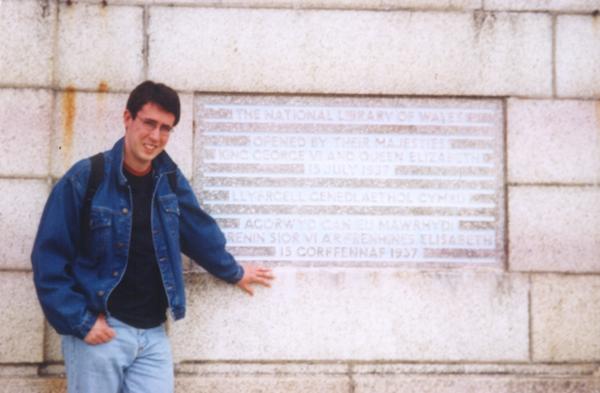 THE NATIONAL LIBRARY OF WALES
OPENED BY THEIR MAJESTIES
KING GEORGE VI AND QUEEN ELIZABETH
15 JULY 1937
LLYFRGELL GENEDLAETHOL CYMRU
AGORWYD GAN EU MAWRHYDI
BRENIN SIOR VI A'R FRENHINES ELISABETH
15 GORFFENNAF 1937